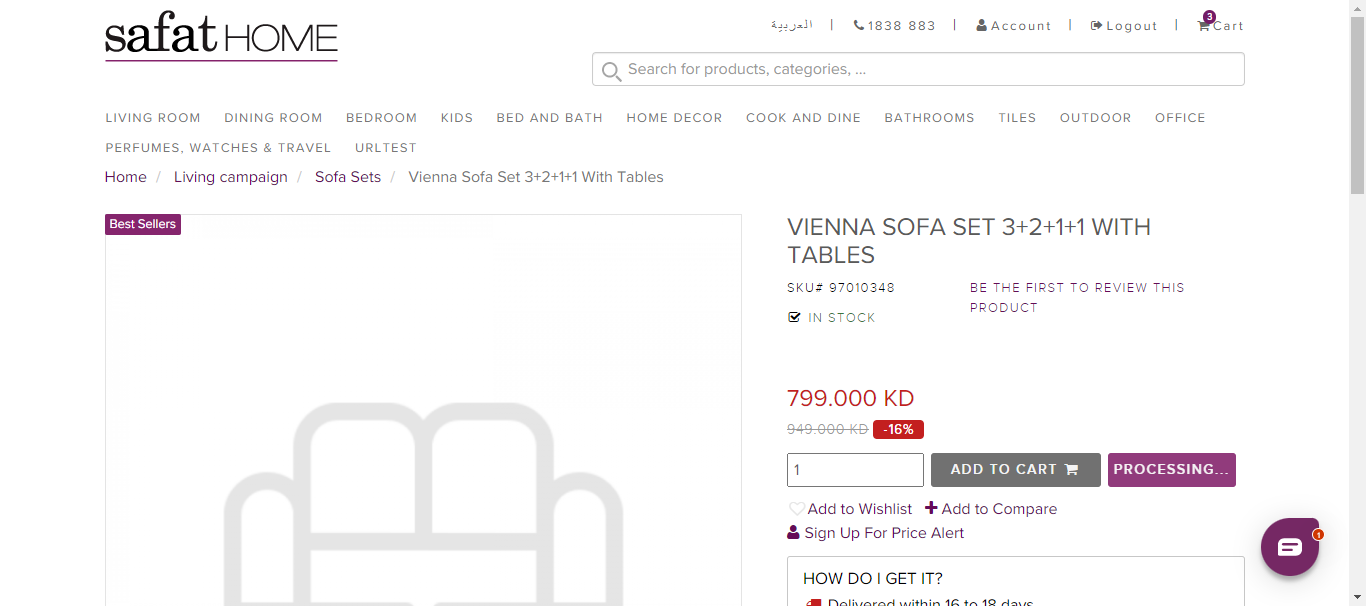 safat HOME
العربية | 1838 883 | Account | Logout | 3 Cart
Search for products, categories, ...
LIVING ROOM DINING ROOM BEDROOM KIDS BED AND BATH HOME DECOR COOK AND DINE BATHROOMS TILES OUTDOOR OFFICE
PERFUMES, WATCHES & TRAVEL URLTEST
Home / Living campaign / Sofa Sets / Vienna Sofa Set 3+2+1+1 With Tables
Best Sellers
VIENNA SOFA SET 3+2+1+1 WITH
TABLES
SKU# 97010348
BE THE FIRST TO REVIEW THIS
PRODUCT
IN STOCK
799.000 KD
949.000 KD -16%
1 ADD TO CART PROCESSING...
Add to Wishlist Add to Compare
Sign Up For Price Alert
1
HOW DO I GET IT?
Delivered within 16 to 18 days